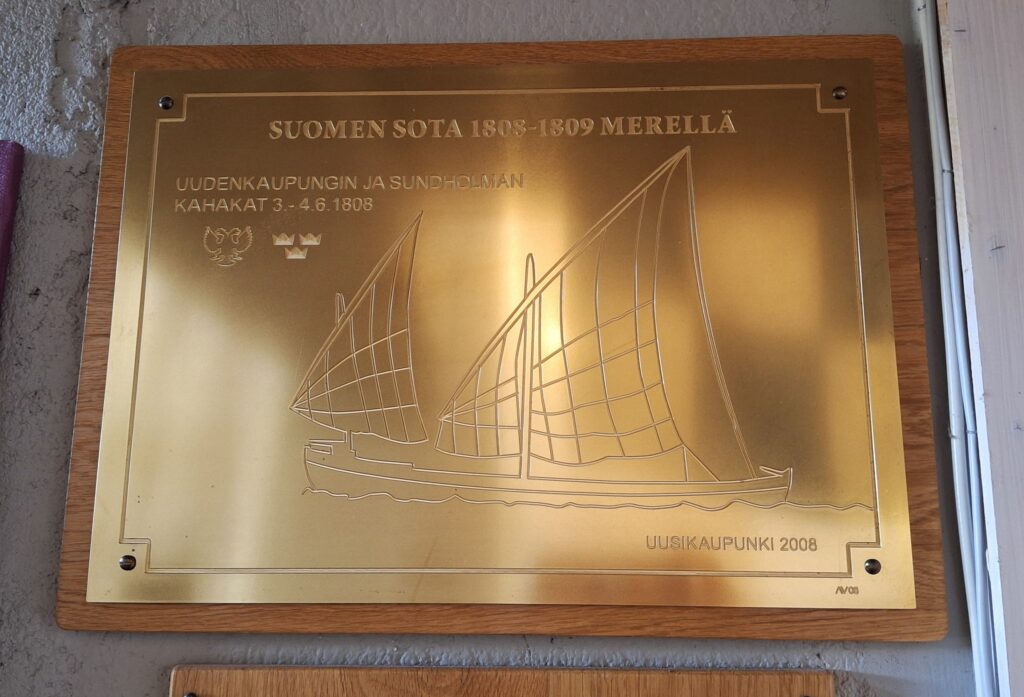 SUOMEN SOTA 1808-1809 MERELLÄ
UUDENKAUPUNGIN JA SUNDHOLMAN
KAHAKAT 3.- 4.6.1808
UUSIKAUPUNKI 2008
AV08